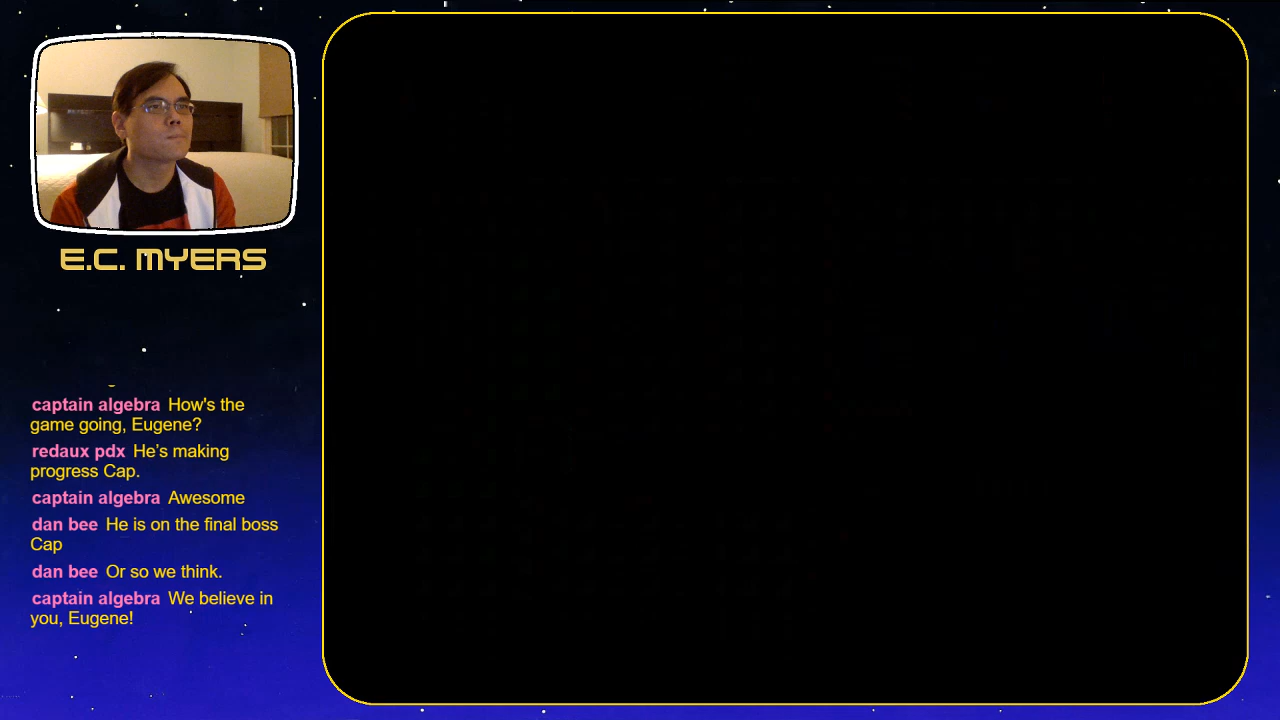 E.C. MYERS
captain algebra How's the
game going, Eugene?
redaux pdx He's making
progress Cap.
captain algebra Awesome
dan bee He is on the final boss
Cap
dan bee Or so we think.
captain algebra We believe in
you, Eugene!